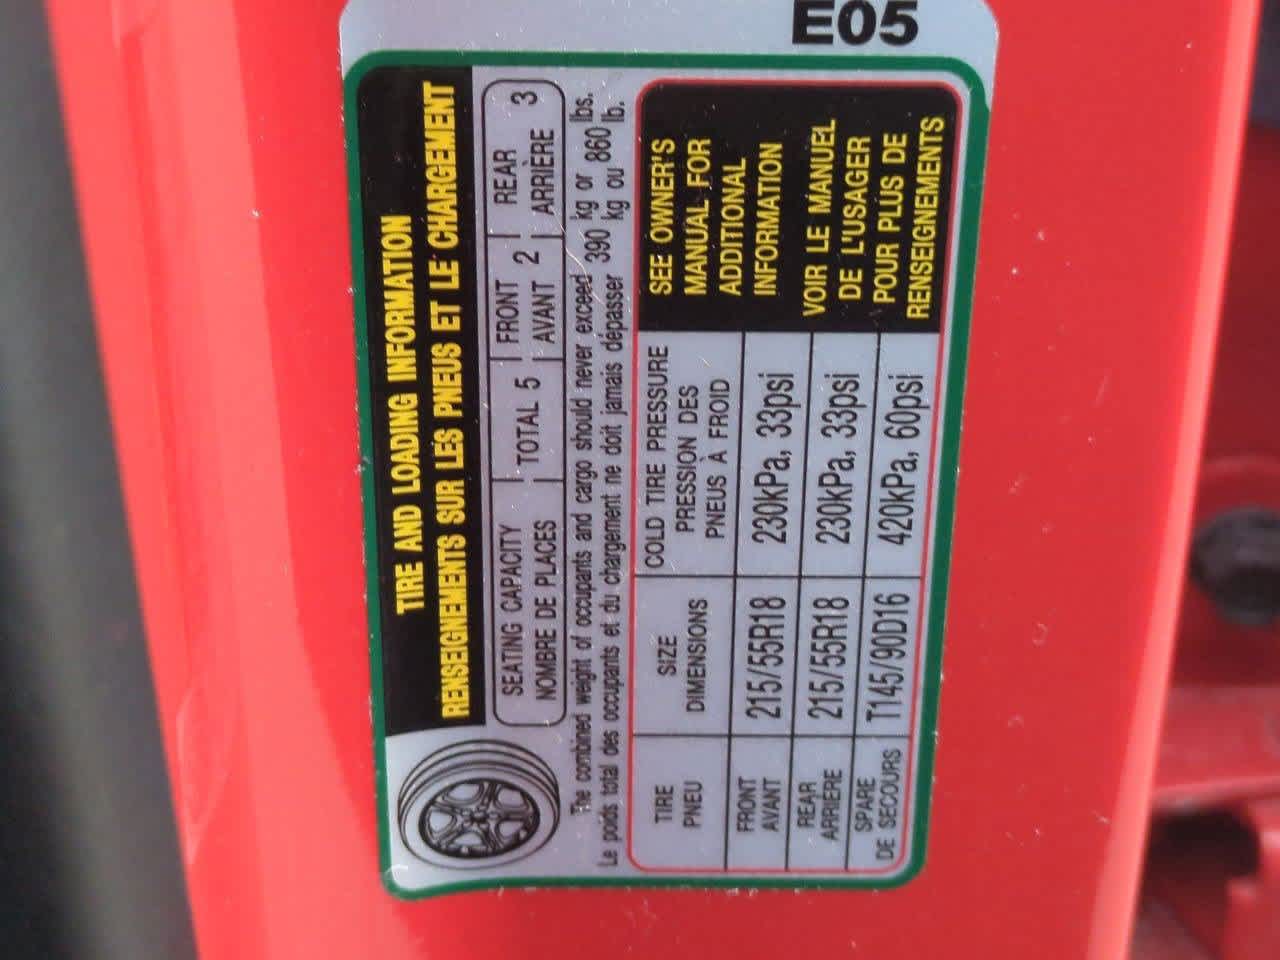 E05
TIRE AND LOADING INFORMATION
RENSEIGNEMENTS SUR LES PNEUS ET LE CHARGEMENT
SEATING CAPACITY
NOMBRE DE PLACES
TOTAL 5
FRONT
AVANT 2
REAR
ARRIÈRE 3
The combined weight of occupants and cargo should never exceed 390 kg or 860 lbs.
Le poids total des occupants et du chargement ne doit jamais dépasser 390 kg ou 860 lb.
TIRE
PNEU
SIZE
DIMENSIONS
COLD TIRE PRESSURE
PRESSION DES
PNEUS À FROID
FRONT
AVANT
215/55R18
230kPa, 33psi
REAR
ARRIÈRE
215/55R18
230kPa, 33psi
SPARE
DE SECOURS
T145/90D16
420kPa, 60psi
SEE OWNER'S
MANUAL FOR
ADDITIONAL
INFORMATION
VOIR LE MANUEL
DE L'USAGER
POUR PLUS DE
RENSEIGNEMENTS